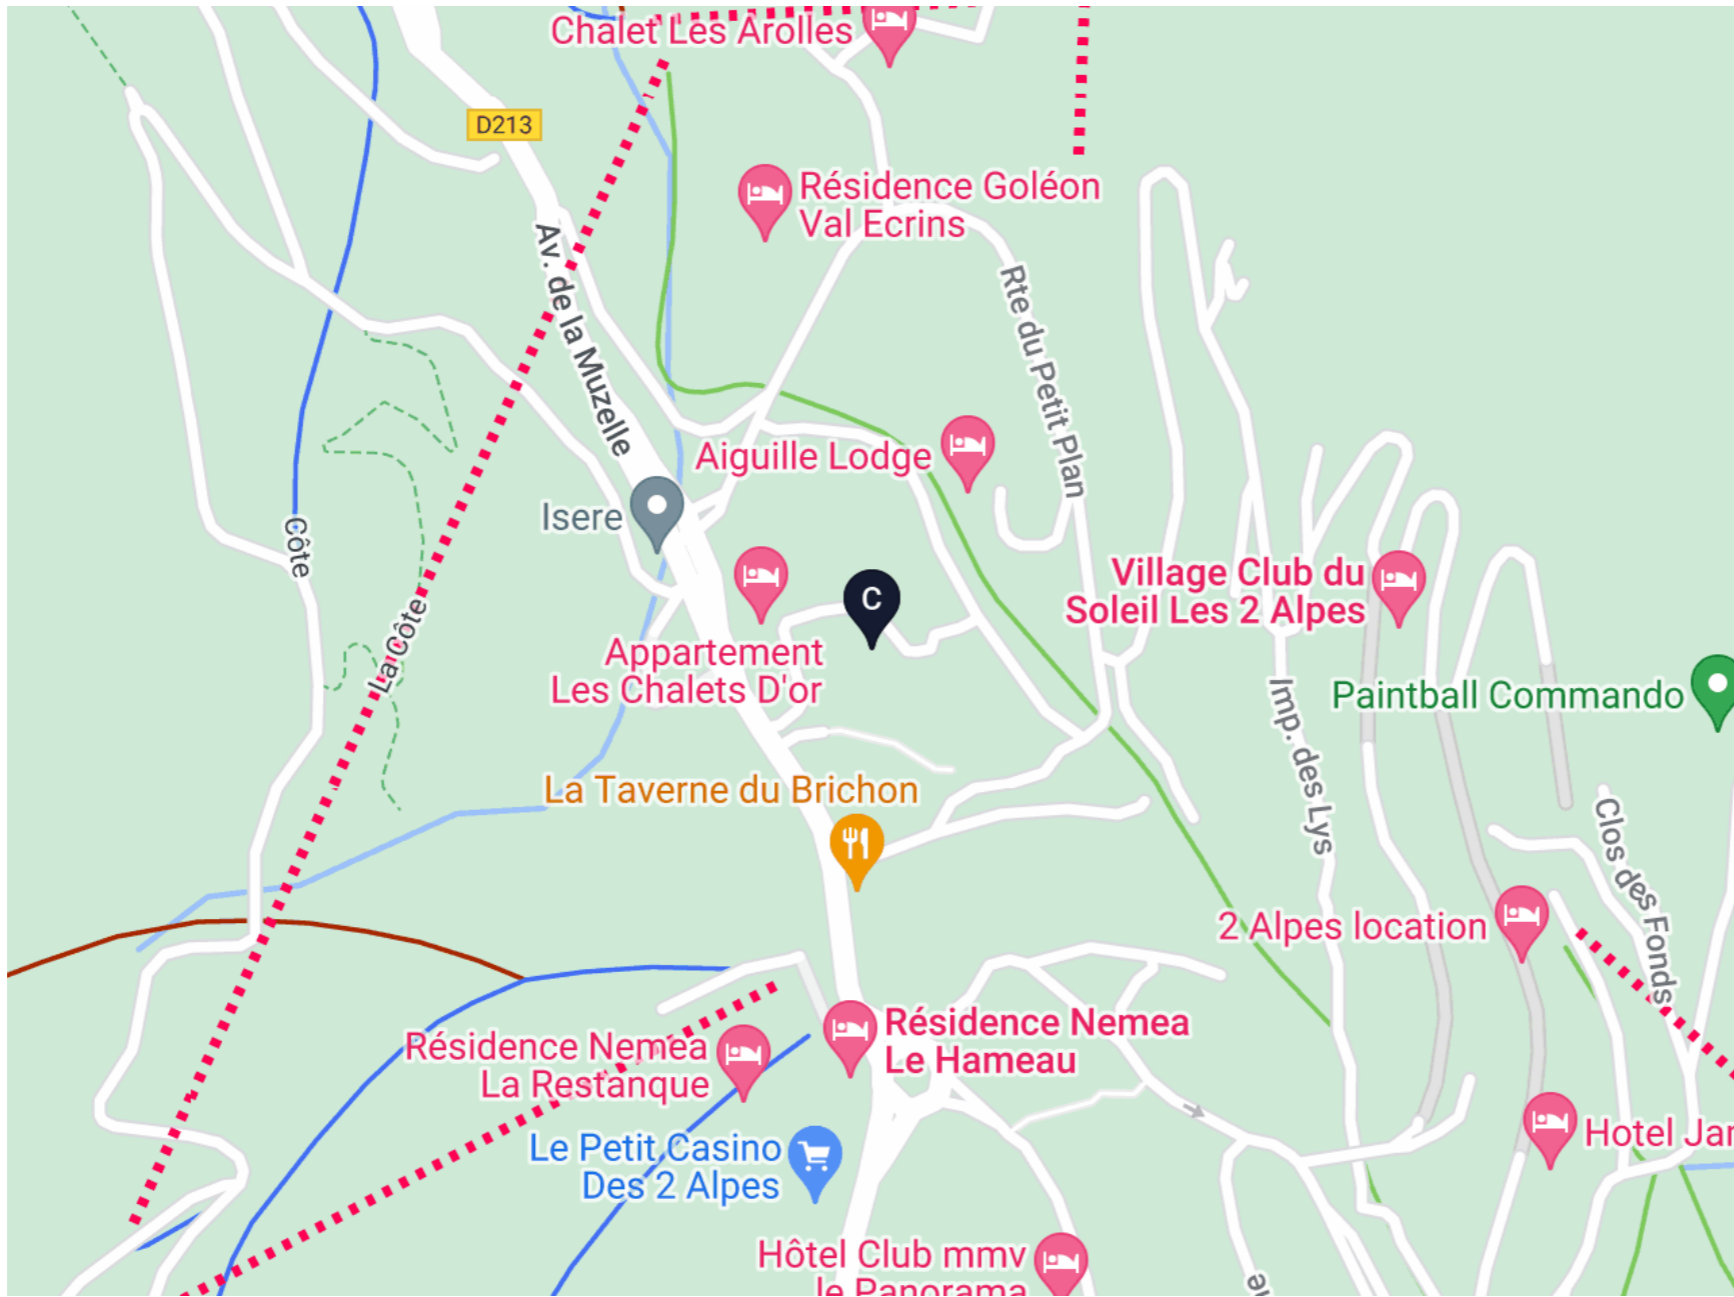 Chalet Les Arolles
D213
Résidence Goléon
Val Ecrins
Av. de la Muzelle
Rte du Petit Plan
Aiguille Lodge
Isere
Côte
C
Village Club du
Soleil Les 2 Alpes
La Côte
Appartement
Les Chalets D'or
Imp. des Lys
Paintball Commando
La Taverne du Brichon
Clos des Fonds
2 Alpes location
Résidence Nemea
Le Hameau
Résidence Nemea
La Restanque
Hotel Jan
Le Petit Casino
Des 2 Alpes
Hôtel Club mmv
le Panorama